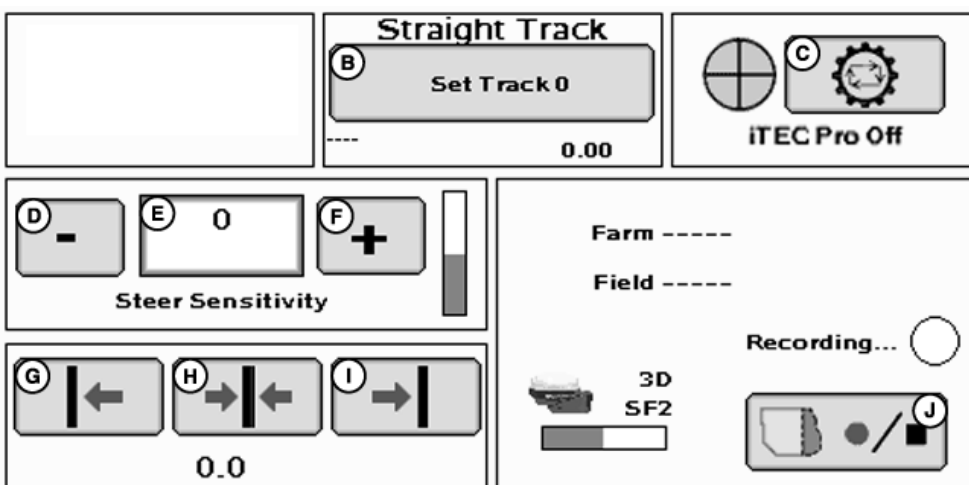 Straight Track
B
Set Track 0
----
0.00
C
iTEC Pro Off
D
-
E
0
F
+
Steer Sensitivity
G
H
I
0.0
Farm -----
Field -----
Recording...
3D
SF2
J